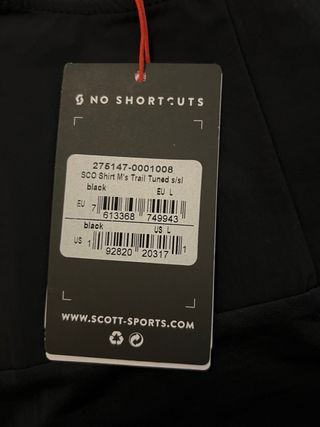 NO SHORTCUTS
275147-0001008
SCO Shirt M's Trail Tuned s/sl
black EU L
EU 7 613368 749943
black US L
US 1 92820 20317 1
WWW.SCOTT-SPORTS.COM